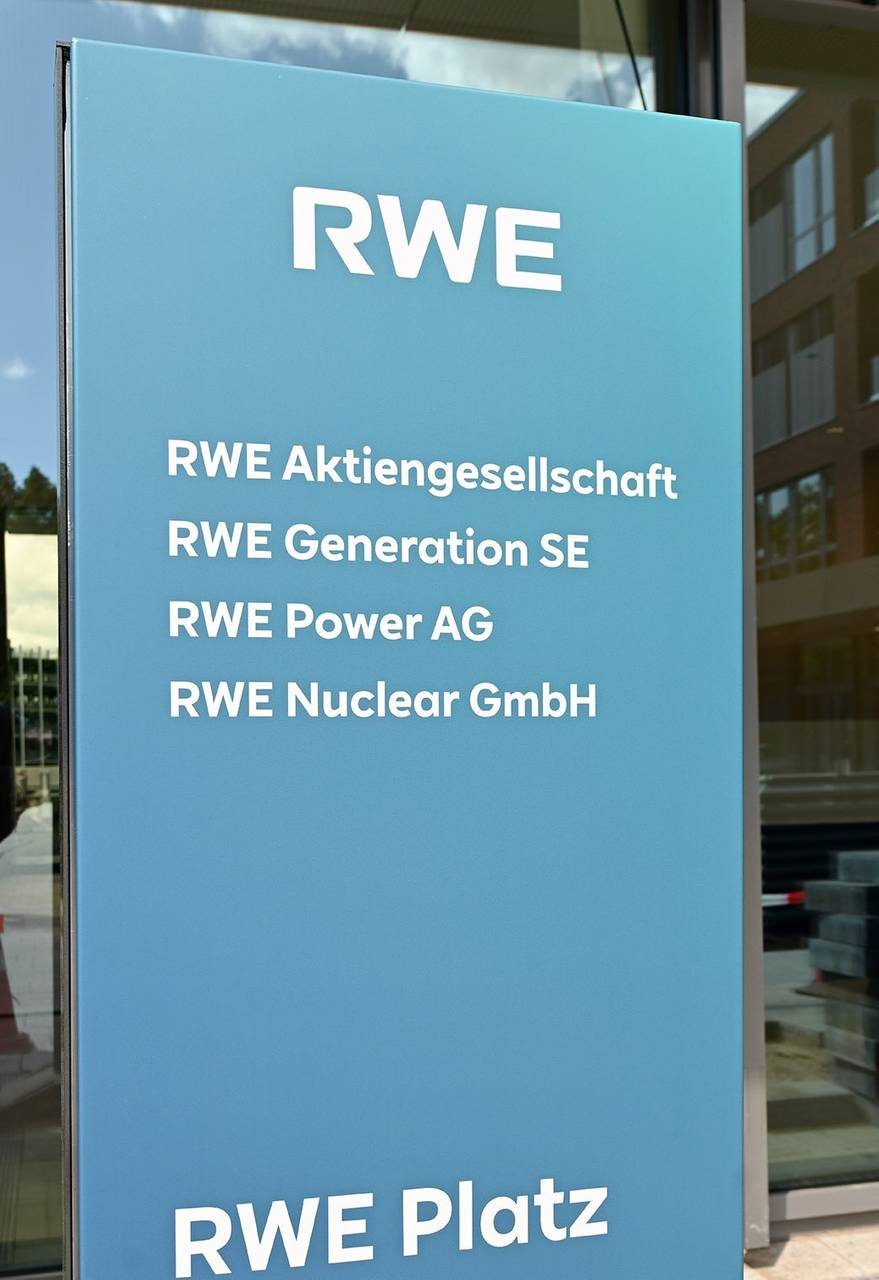 RWE
RWE Aktiengesellschaft
RWE Generation SE
RWE Power AG
RWE Nuclear GmbH
RWE Platz